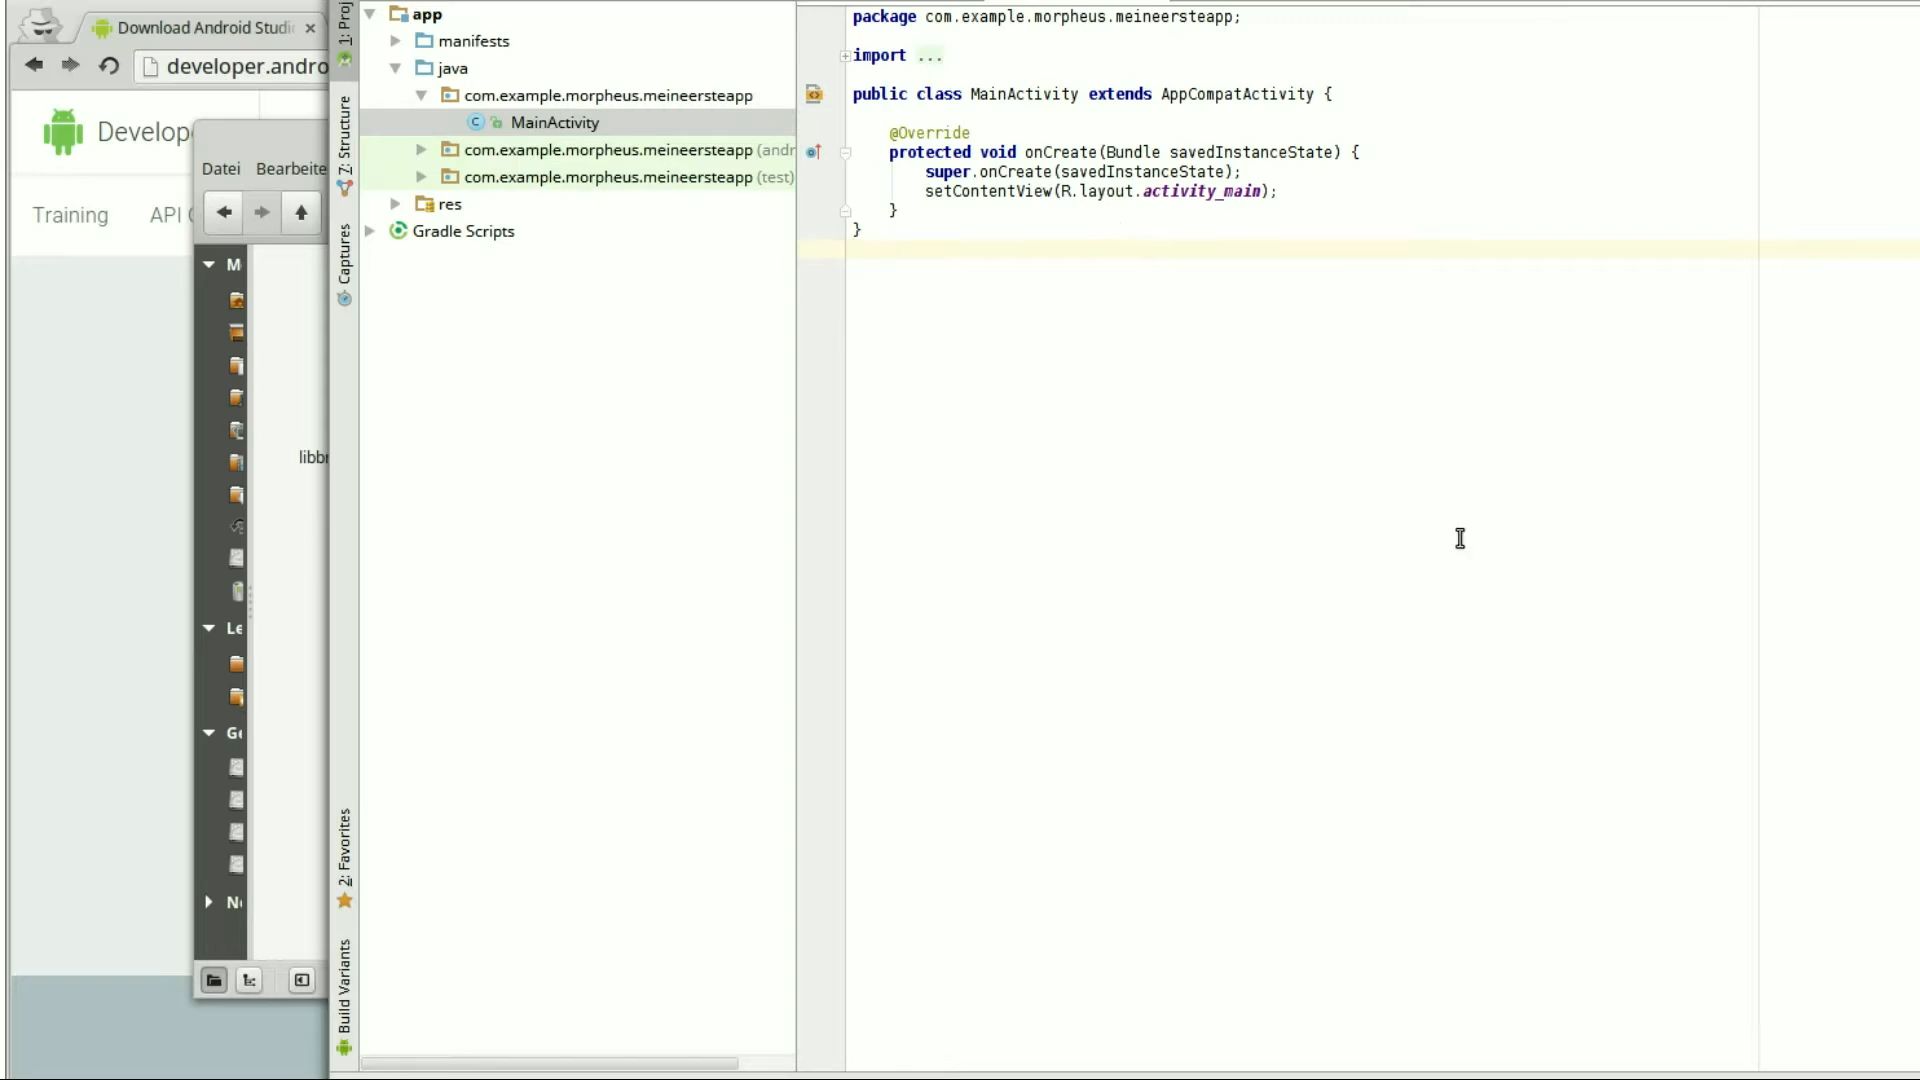 Download Android Studi
developer.andro
Develop
Training
API
Datei
Bearbeite
M
Le
Ge
libbr
1: Proj
7: Structure
Captures
2: Favorites
Build Variants
app
manifests
java
com.example.morpheus.meineersteapp
MainActivity
com.example.morpheus.meineersteapp (andr
com.example.morpheus.meineersteapp (test)
res
Gradle Scripts
package com.example.morpheus.meineersteapp;
import ...
public class MainActivity extends AppCompatActivity {
@Override
protected void onCreate(Bundle savedInstanceState) {
super.onCreate(savedInstanceState);
setContentView(R.layout.activity_main);
}
}